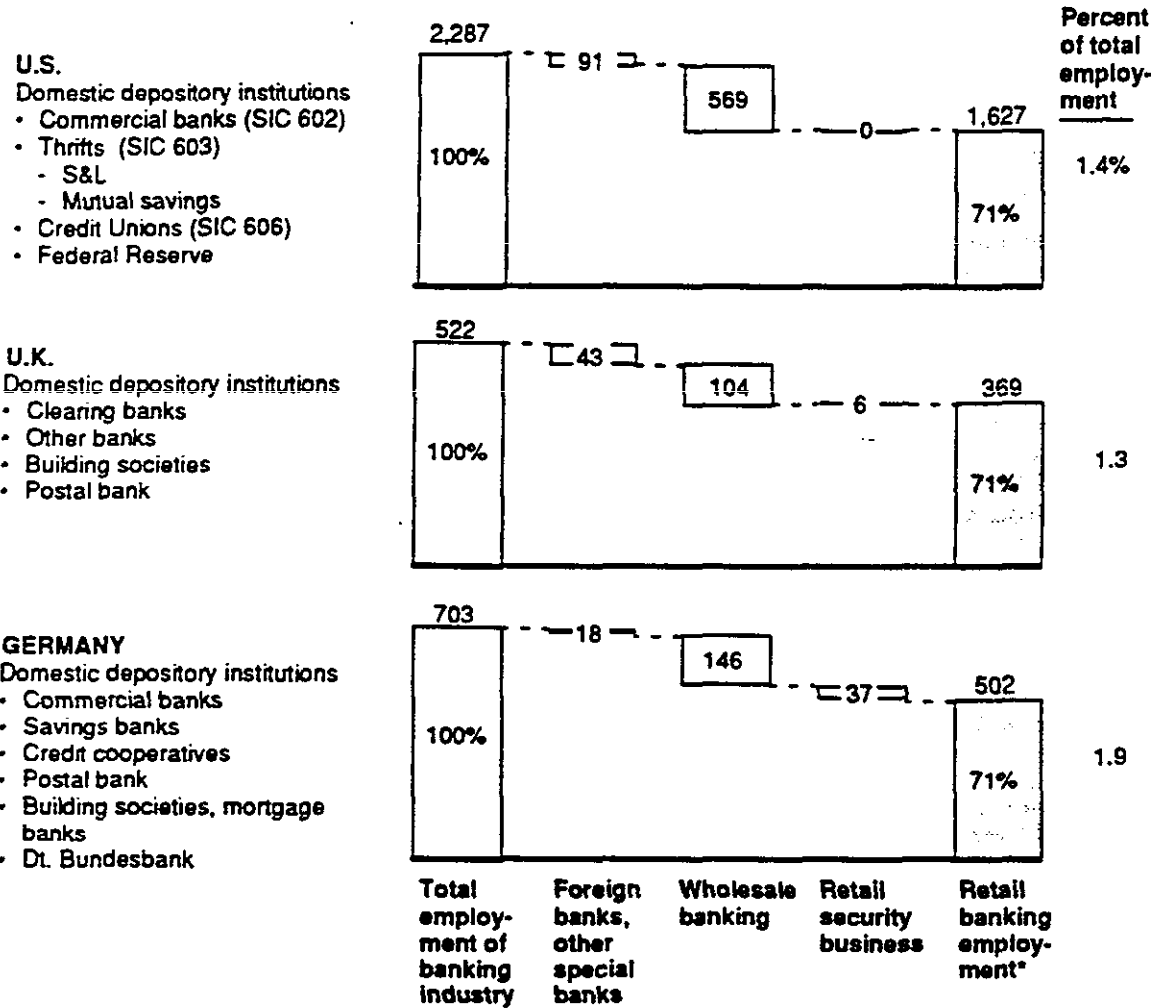 Percent
of total
employ-
ment
U.S.
Domestic depository institutions
• Commercial banks (SIC 602)
• Thrifts (SIC 603)
- S&L
- Mutual savings
• Credit Unions (SIC 606)
• Federal Reserve
2,287
91
569
0
1,627
100%
71%
1.4%
U.K.
Domestic depository institutions
• Clearing banks
• Other banks
• Building societies
• Postal bank
522
43
104
6
369
100%
71%
1.3
GERMANY
Domestic depository institutions
• Commercial banks
• Savings banks
• Credit cooperatives
• Postal bank
• Building societies, mortgage
banks
• Dt. Bundesbank
703
18
146
37
502
100%
71%
1.9
Total
employ-
ment of
banking
industry
Foreign
banks,
other
special
banks
Wholesale
banking
Retail
security
business
Retail
banking
employ-
ment*